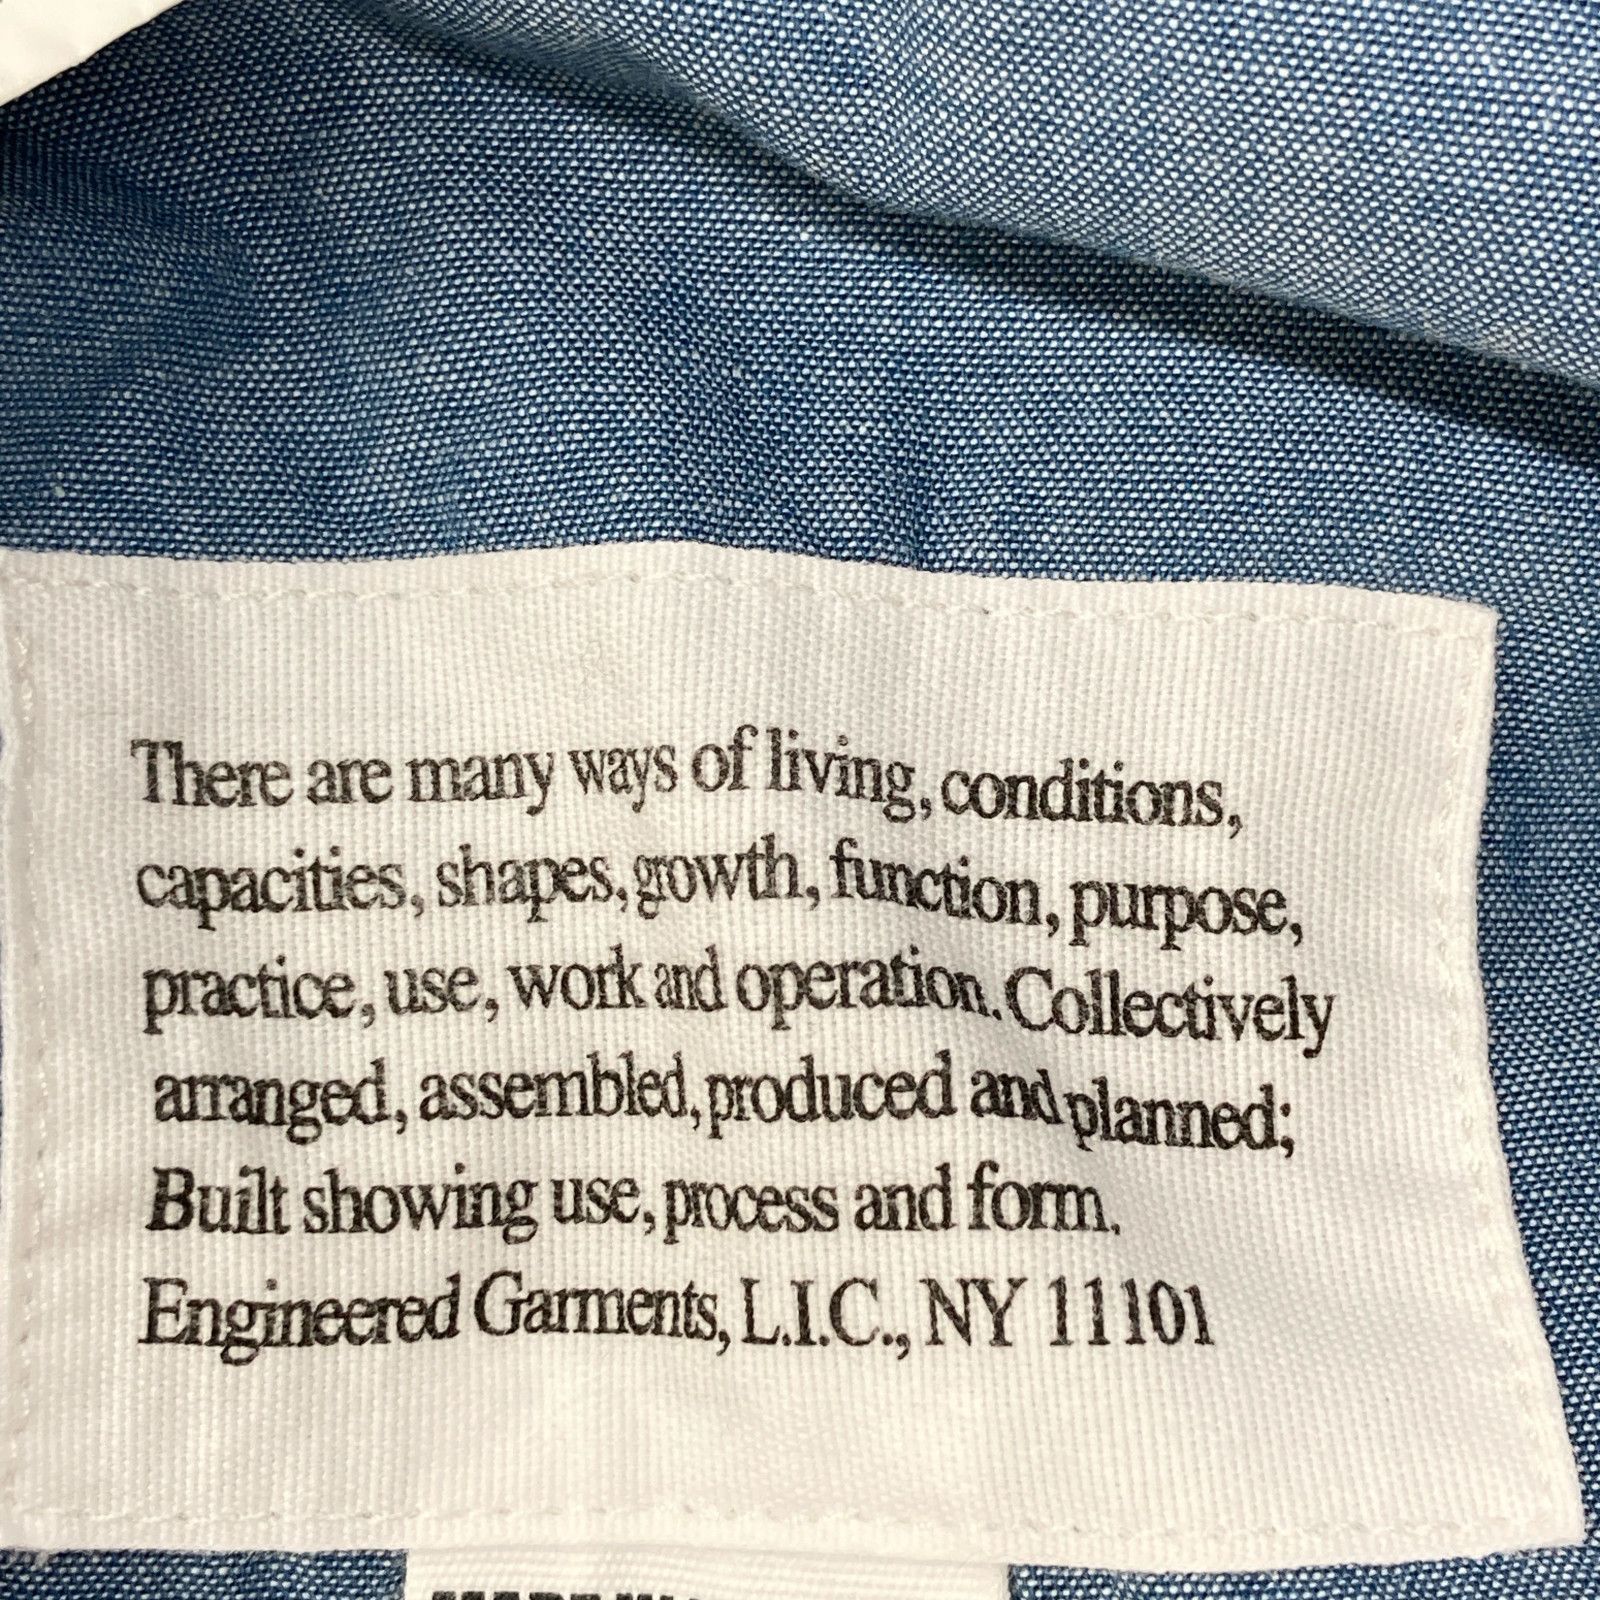 There are many ways of living, conditions,
capacities, shapes, growth, function, purpose,
practice, use, work and operation. Collectively
arranged, assembled, produced and planned;
Built showing use, process and form.
Engineered Garments, L.I.C., NY 11101